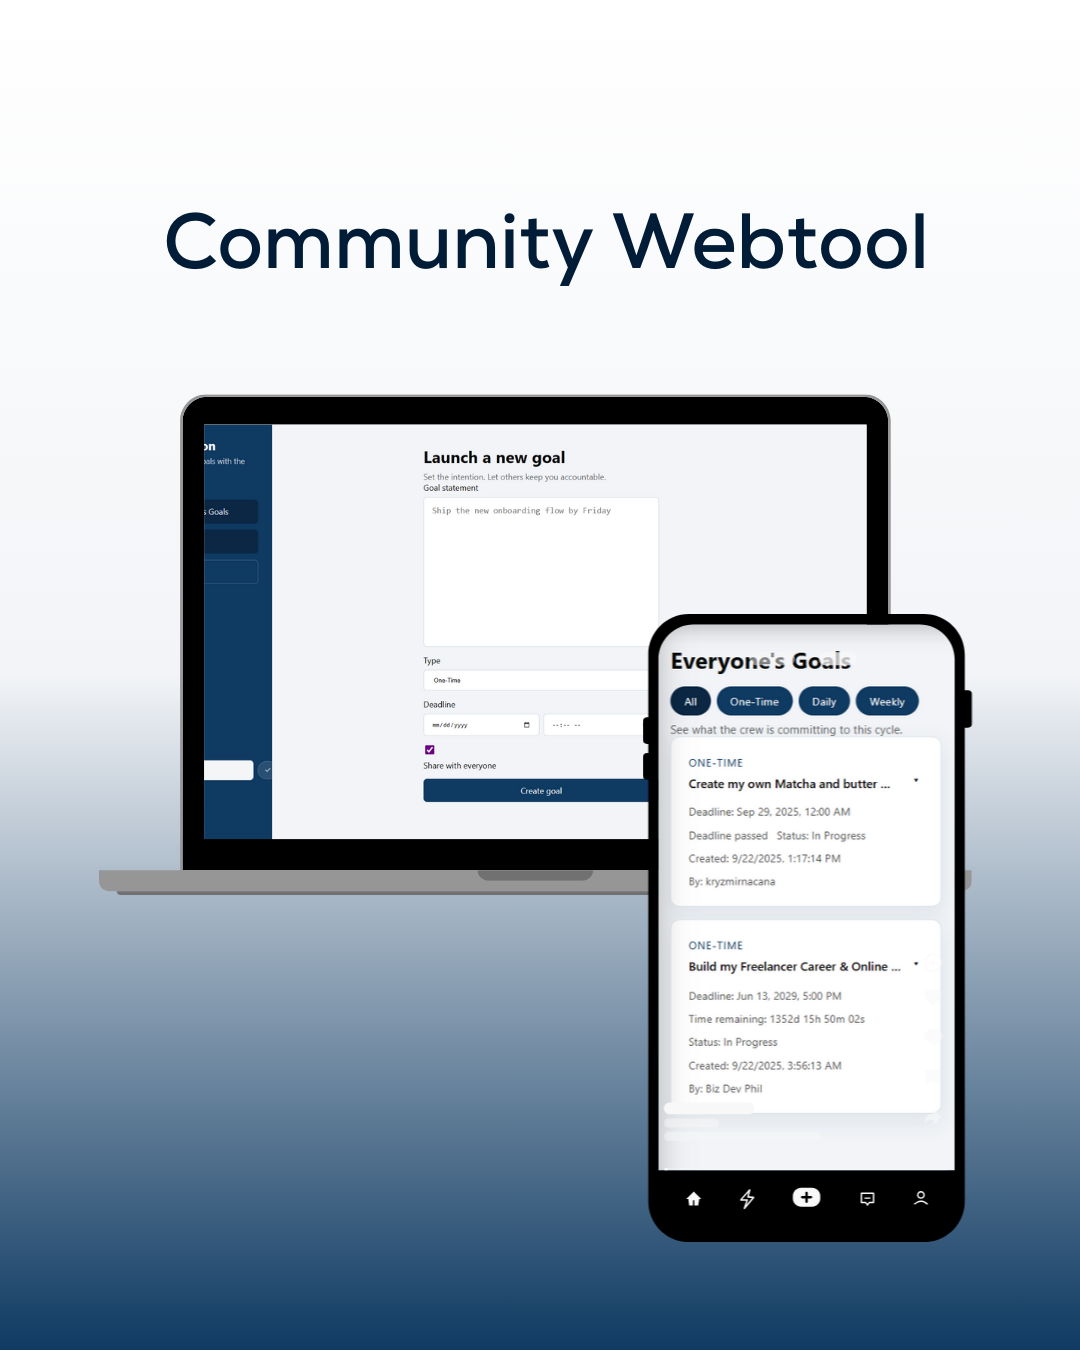 Community Webtool
on
oals with the
s Goals
Launch a new goal
Set the intention. Let others keep you accountable.
Goal statement
Ship the new onboarding flow by Friday
Type
One-Time
Deadline
mm/dd/yyyy
--:-- --
Share with everyone
Create goal
Everyone's Goals
All One-Time Daily Weekly
See what the crew is committing to this cycle.
ONE-TIME
Create my own Matcha and butter ...
Deadline: Sep 29, 2025, 12:00 AM
Deadline passed Status: In Progress
Created: 9/22/2025, 1:17:14 PM
By: kryzmirnacana
ONE-TIME
Build my Freelancer Career & Online ...
Deadline: Jun 13, 2029, 5:00 PM
Time remaining: 1352d 15h 50m 02s
Status: In Progress
Created: 9/22/2025, 3:56:13 AM
By: Biz Dev Phil